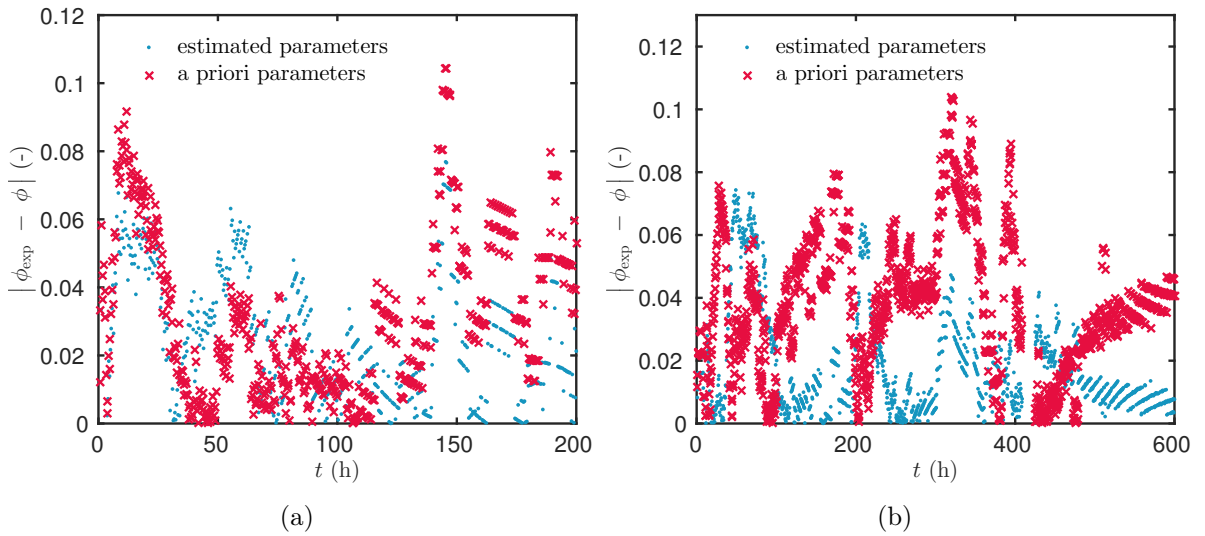 0.12
0.1
0.08
0.06
0.04
0.02
0
| ϕexp − ϕ | (-)
estimated parameters
a priori parameters
0 50 100 150 200
t (h)
(a)
0.12
0.1
0.08
0.06
0.04
0.02
0
| ϕexp − ϕ | (-)
estimated parameters
a priori parameters
0 200 400 600
t (h)
(b)